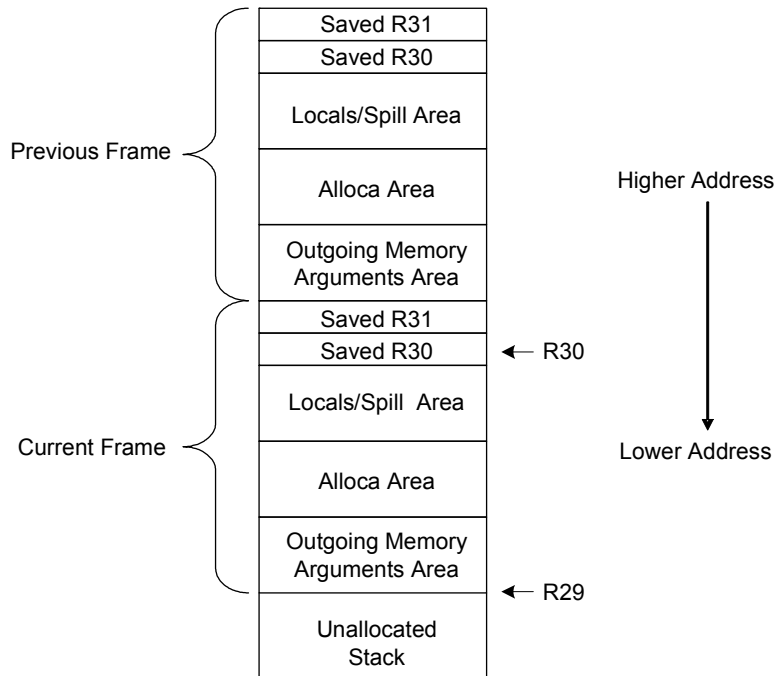 Saved R31
Saved R30
Locals/Spill Area
Previous Frame
Alloca Area
Higher Address
Outgoing Memory
Arguments Area
Saved R31
Saved R30
R30
Locals/Spill Area
Current Frame
Lower Address
Alloca Area
Outgoing Memory
Arguments Area
R29
Unallocated
Stack